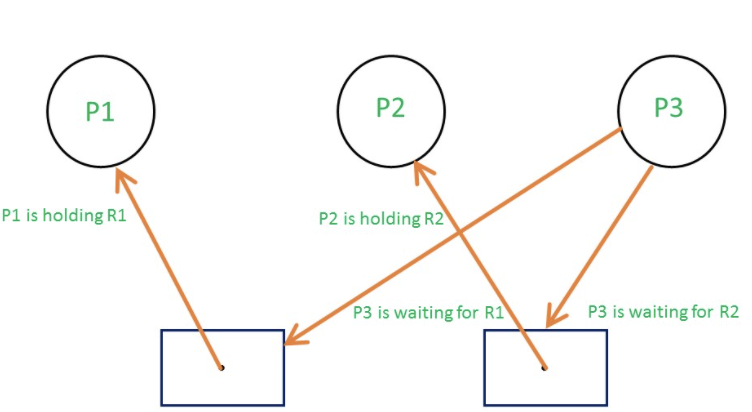 P1
P2
P3
P1 is holding R1
P2 is holding R2
P3 is waiting for R1
P3 is waiting for R2